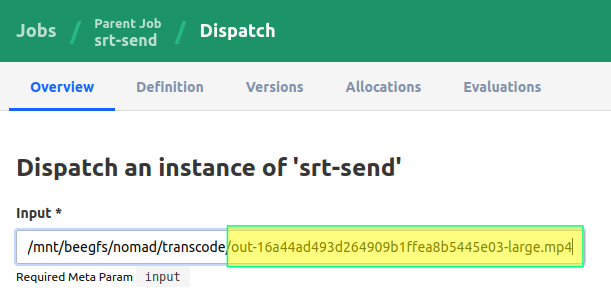 Jobs / Parent Job srt-send / Dispatch
Overview Definition Versions Allocations Evaluations
Dispatch an instance of 'srt-send'
Input *
/mnt/beegfs/nomad/transcode/out-16a44ad493d264909b1ffea8b5445e03-large.mp4
Required Meta Param input